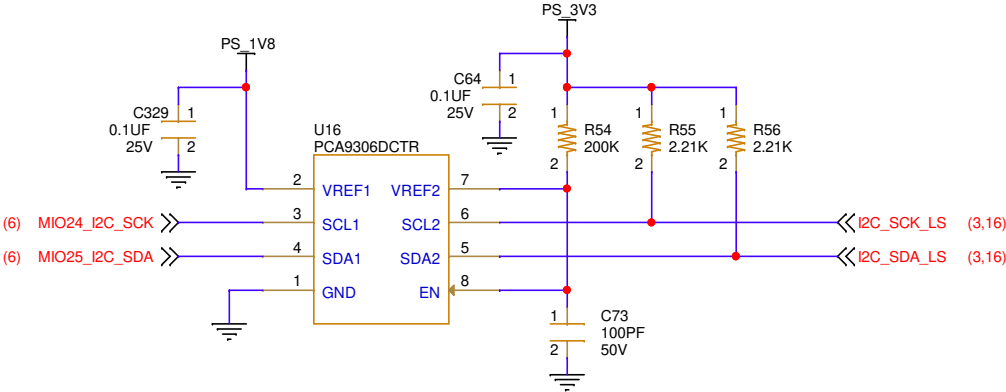 PS_3V3
PS_1V8
C64 1
0.1UF
25V 2
C329 1
0.1UF
25V 2
1 1 1
R54 R55 R56
200K 2.21K 2.21K
2 2 2
U16
PCA9306DCTR
2 VREF1 VREF2 7
(6) MIO24_I2C_SCK 3 SCL1 SCL2 6 I2C_SCK_LS (3,16)
(6) MIO25_I2C_SDA 4 SDA1 SDA2 5 I2C_SDA_LS (3,16)
1 GND EN 8
1 C73
100PF
2 50V